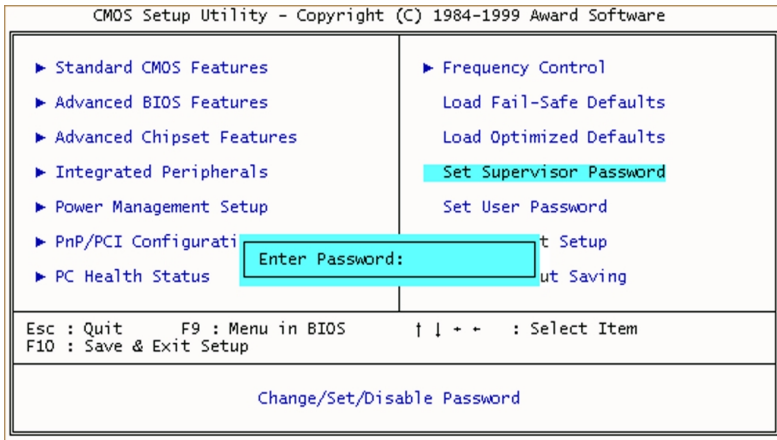 CMOS Setup Utility - Copyright (C) 1984-1999 Award Software
► Standard CMOS Features
► Advanced BIOS Features
► Advanced Chipset Features
► Integrated Peripherals
► Power Management Setup
► PnP/PCI Configurati
► PC Health Status
► Frequency Control
Load Fail-Safe Defaults
Load Optimized Defaults
Set Supervisor Password
Set User Password
t Setup
ut Saving
Enter Password:
Esc : Quit F9 : Menu in BIOS ↑ ↓ ← ← : Select Item
F10 : Save & Exit Setup
Change/Set/Disable Password